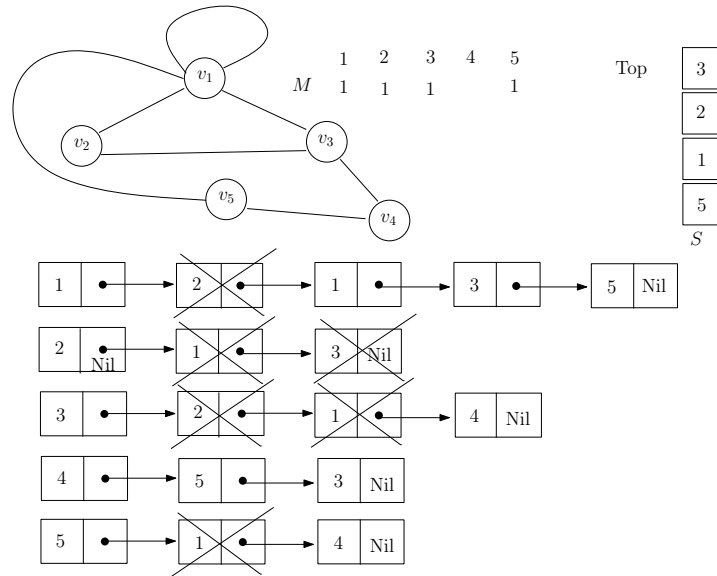 v1
v2
v3
v5
v4
1 2 3 4 5
M 1 1 1 1
Top
3
2
1
5
S
1 2 1 3 5 Nil
2 Nil 1 3 Nil
3 2 1 4 Nil
4 5 3 Nil
5 1 4 Nil